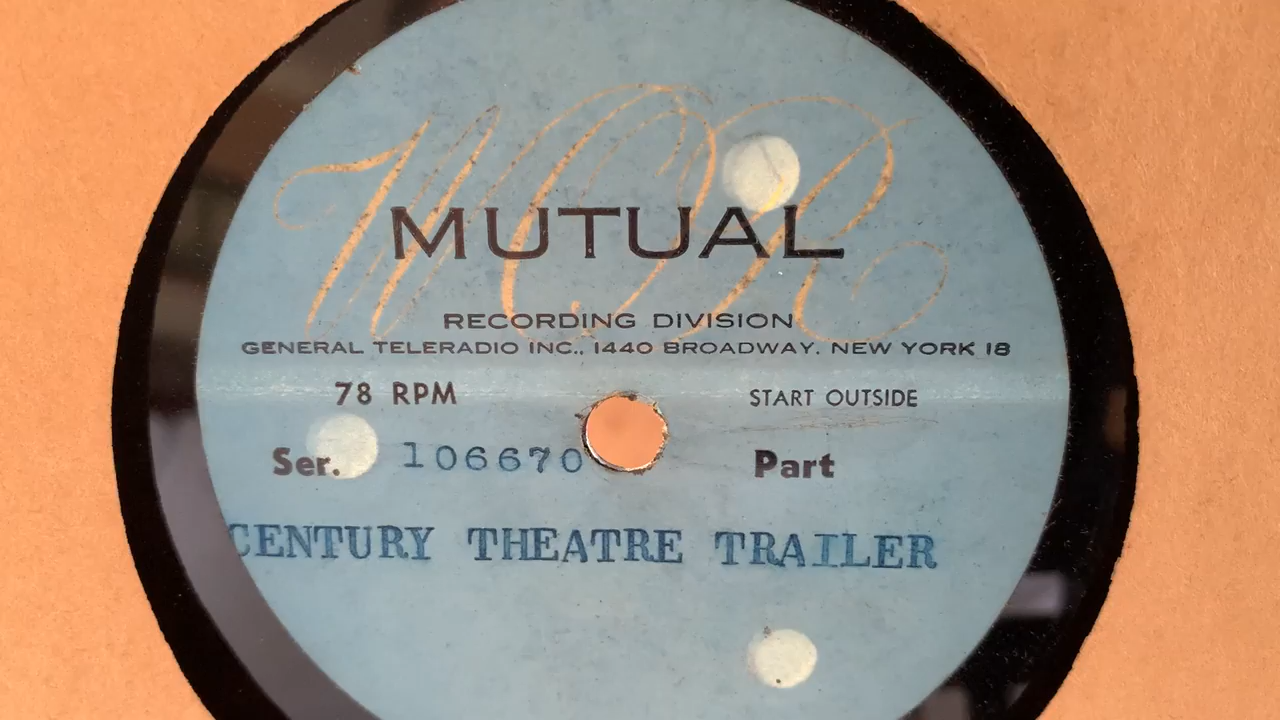 WOR
MUTUAL
RECORDING DIVISION
GENERAL TELERADIO INC., 1440 BROADWAY, NEW YORK 18
78 RPM START OUTSIDE
Ser. 106670 Part
CENTURY THEATRE TRAILER